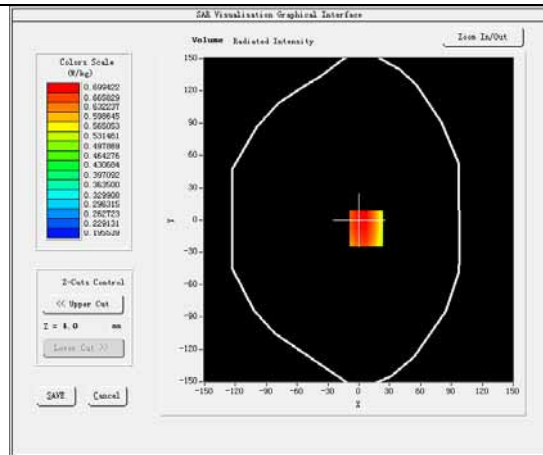 SAR Visualisation Graphical Interface
Volume Radiated Intensity
Zoom In/Out
Colors Scale
(W/kg)
0.699422
0.665829
0.632237
0.598645
0.565053
0.531461
0.497869
0.464276
0.430684
0.397092
0.363500
0.329908
0.296315
0.262723
0.229131
0.195539
Z-Cuts Control
<< Upper Cut
Z = 4.0 mm
Lower Cut >>
SAVE
Cancel
150
120
90
60
30
0
-30
-60
-90
-120
-150
Y
-150 -120 -90 -60 -30 0 30 60 90 120 150
X